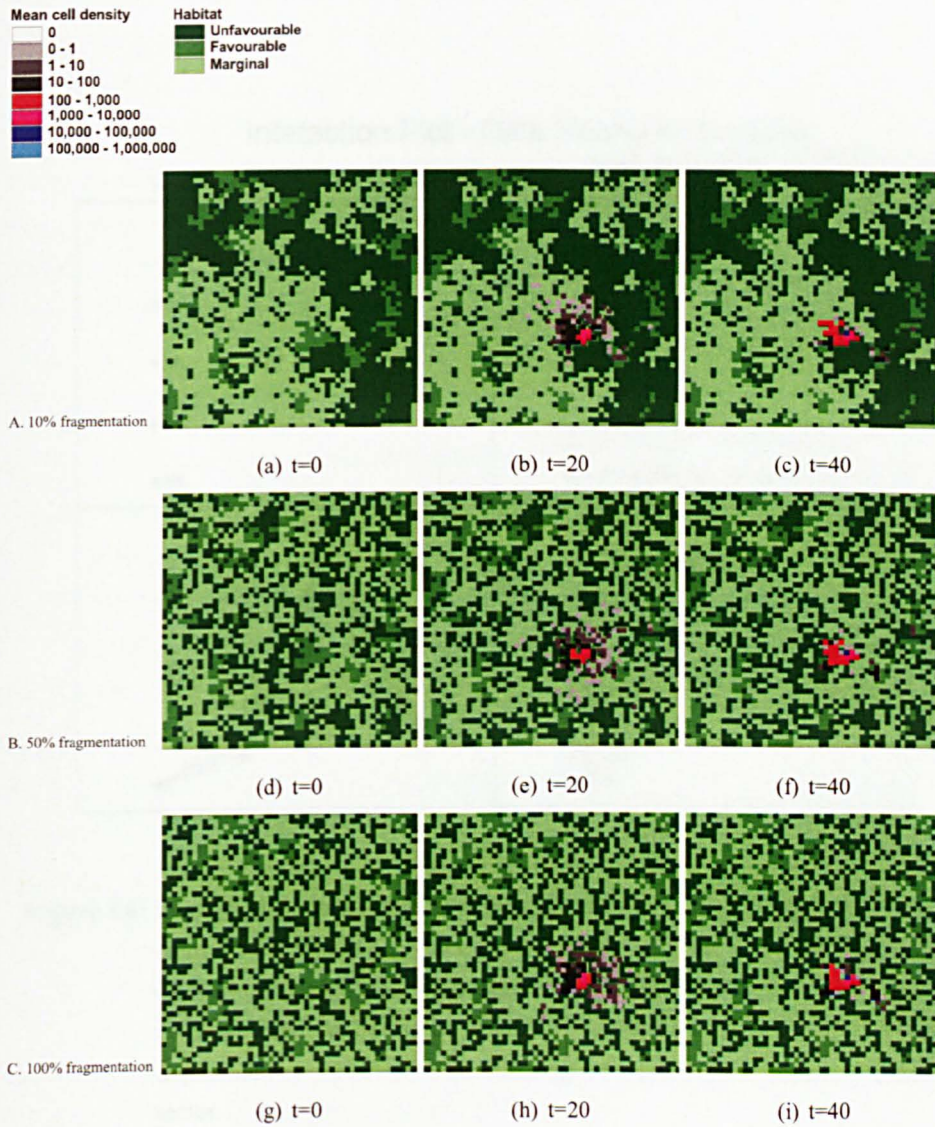 Mean cell density
0
0 - 1
1 - 10
10 - 100
100 - 1,000
1,000 - 10,000
10,000 - 100,000
100,000 - 1,000,000
Habitat
Unfavourable
Favourable
Marginal
A. 10% fragmentation
(a) t=0
(b) t=20
(c) t=40
B. 50% fragmentation
(d) t=0
(e) t=20
(f) t=40
C. 100% fragmentation
(g) t=0
(h) t=20
(i) t=40